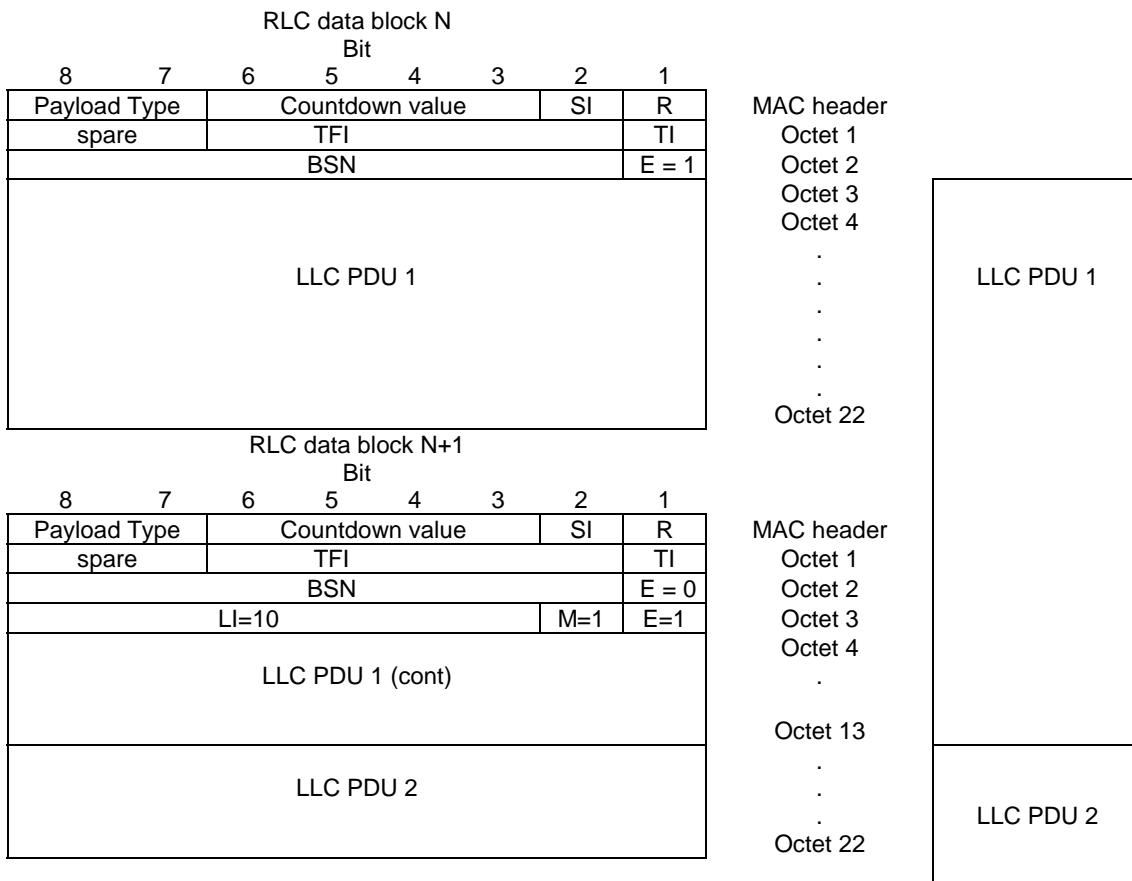 RLC data block N
Bit
8 7 6 5 4 3 2 1
Payload Type Countdown value SI R MAC header
spare TFI TI Octet 1
BSN E = 1 Octet 2
Octet 3
Octet 4
.
LLC PDU 1 . LLC PDU 1
.
.
.
.
Octet 22
RLC data block N+1
Bit
8 7 6 5 4 3 2 1
Payload Type Countdown value SI R MAC header
spare TFI TI Octet 1
BSN E = 0 Octet 2
LI=10 M=1 E=1 Octet 3
Octet 4
LLC PDU 1 (cont) .
Octet 13
.
LLC PDU 2 .
. LLC PDU 2
Octet 22